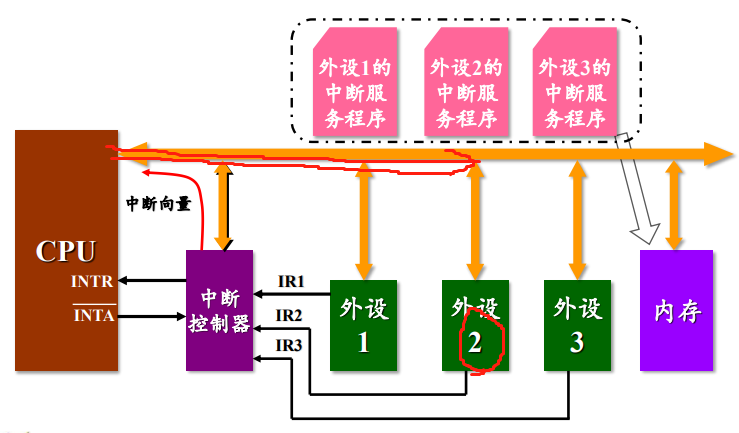 外设1的
中断服
务程序
外设2的
中断服
务程序
外设3的
中断服
务程序
中断向量
CPU
INTR
INTA
中断
控制器
IR1
IR2
IR3
外设
1
外设
2
外设
3
内存